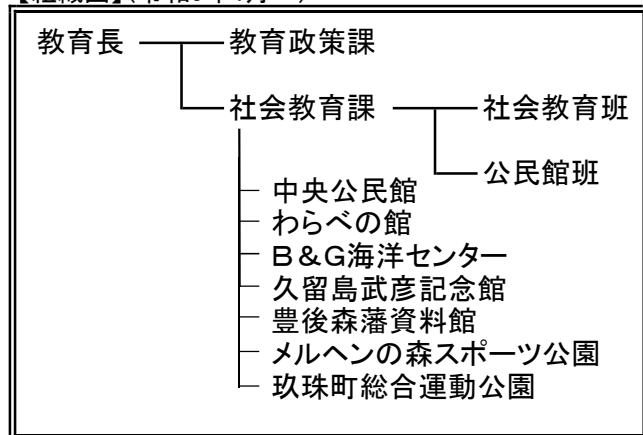 教育長 教育政策課
社会教育課 社会教育班
公民館班
中央公民館
わらべの館
B&G海洋センター
久留島武彦記念館
豊後森藩資料館
メルヘンの森スポーツ公園
玖珠町総合運動公園